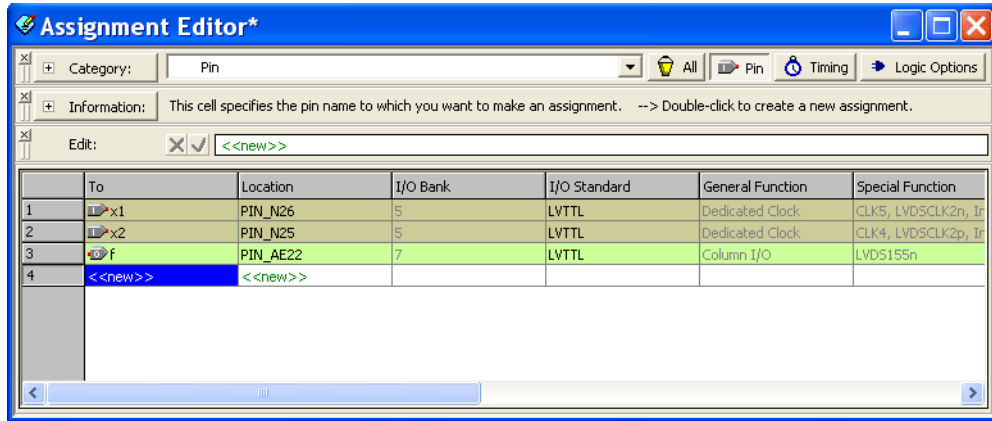 Assignment Editor*
Category: Pin All Pin Timing Logic Options
Information: This cell specifies the pin name to which you want to make an assignment. --> Double-click to create a new assignment.
Edit: <<new>>
To Location I/O Bank I/O Standard General Function Special Function
1 x1 PIN_N26 5 LVTTL Dedicated Clock CLK5, LVDSCLK2n, In
2 x2 PIN_N25 5 LVTTL Dedicated Clock CLK4, LVDSCLK2p, In
3 f PIN_AE22 7 LVTTL Column I/O LVDS155n
4 <<new>> <<new>>